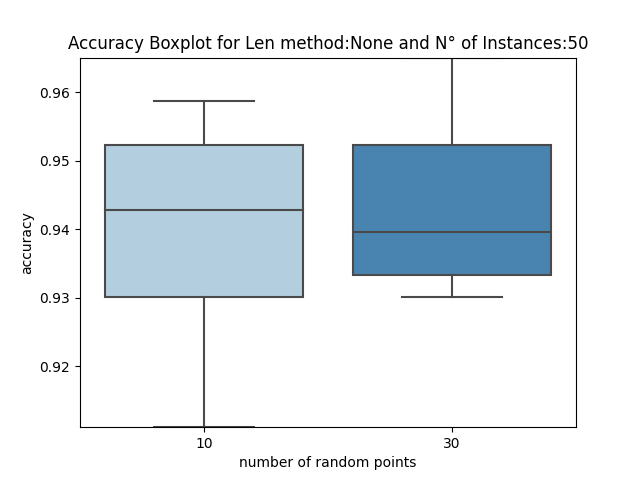 Accuracy Boxplot for Len method:None and N° of Instances:50
0.96
0.95
0.94
0.93
0.92
accuracy
10
30
number of random points